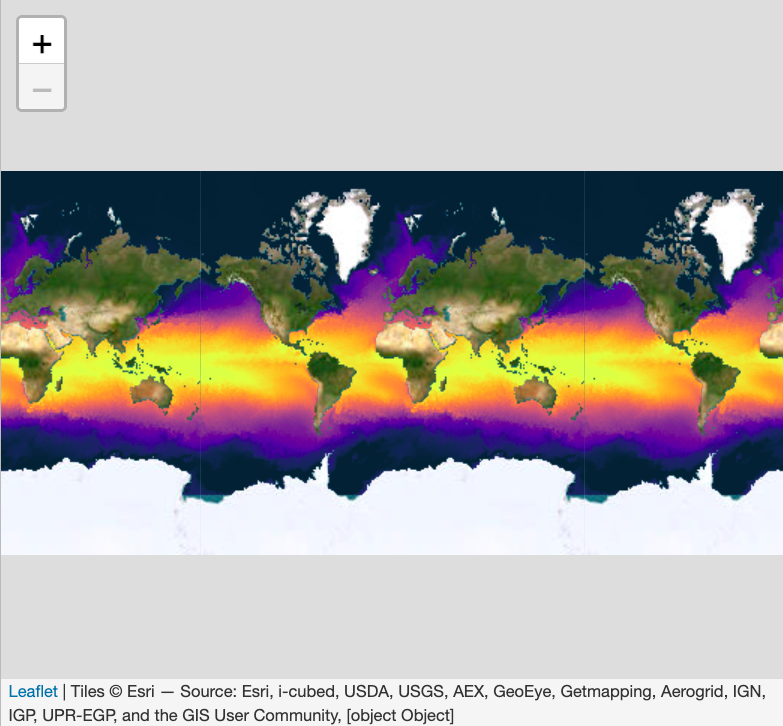 +
−
Leaflet | Tiles © Esri — Source: Esri, i-cubed, USDA, USGS, AEX, GeoEye, Getmapping, Aerogrid, IGN,
IGP, UPR-EGP, and the GIS User Community, [object Object]